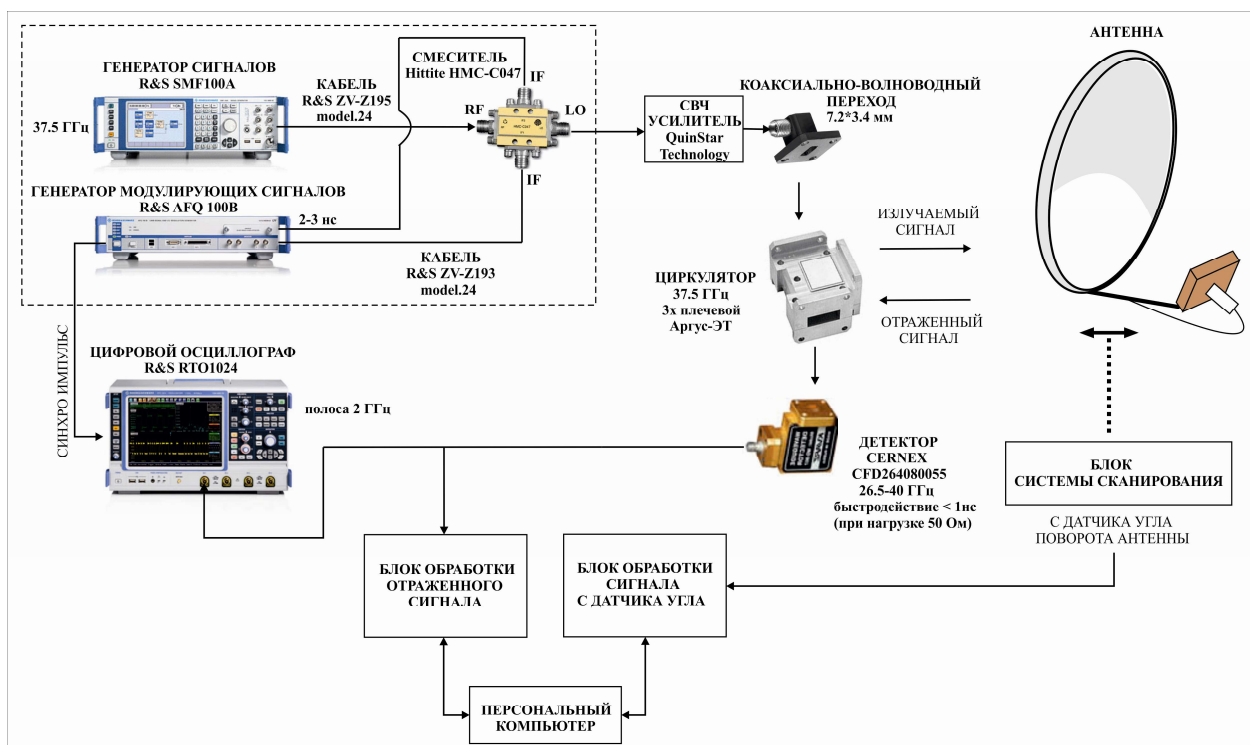 АНТЕННА
ГЕНЕРАТОР СИГНАЛОВ
R&S SMF100A
37.5 ГГц
КАБЕЛЬ
R&S ZV-Z195
model.24
СМЕСИТЕЛЬ
Hittite HMC-C047
IF
RF
LO
IF
HMC-C047
СВЧ
УСИЛИТЕЛЬ
QuinStar
Technology
КОАКСИАЛЬНО-ВОЛНОВОДНЫЙ
ПЕРЕХОД
7.2*3.4 мм
ГЕНЕРАТОР МОДУЛИРУЮЩИХ СИГНАЛОВ
R&S AFQ 100B
2-3 нс
КАБЕЛЬ
R&S ZV-Z193
model.24
ИЗЛУЧАЕМЫЙ
СИГНАЛ
ЦИРКУЛЯТОР
37.5 ГГц
3х плечевой
Аргус-ЭТ
ОТРАЖЕННЫЙ
СИГНАЛ
СИНХРО ИМПУЛЬС
ЦИФРОВОЙ ОСЦИЛЛОГРАФ
R&S RTO1024
полоса 2 ГГц
ДЕТЕКТОР
CERNEX
CFD264080055
26.5-40 ГГц
быстродействие < 1нс
(при нагрузке 50 Ом)
БЛОК
СИСТЕМЫ СКАНИРОВАНИЯ
С ДАТЧИКА УГЛА
ПОВОРОТА АНТЕННЫ
БЛОК ОБРАБОТКИ
ОТРАЖЕННОГО
СИГНАЛА
БЛОК ОБРАБОТКИ
СИГНАЛА
С ДАТЧИКА УГЛА
ПЕРСОНАЛЬНЫЙ
КОМПЬЮТЕР